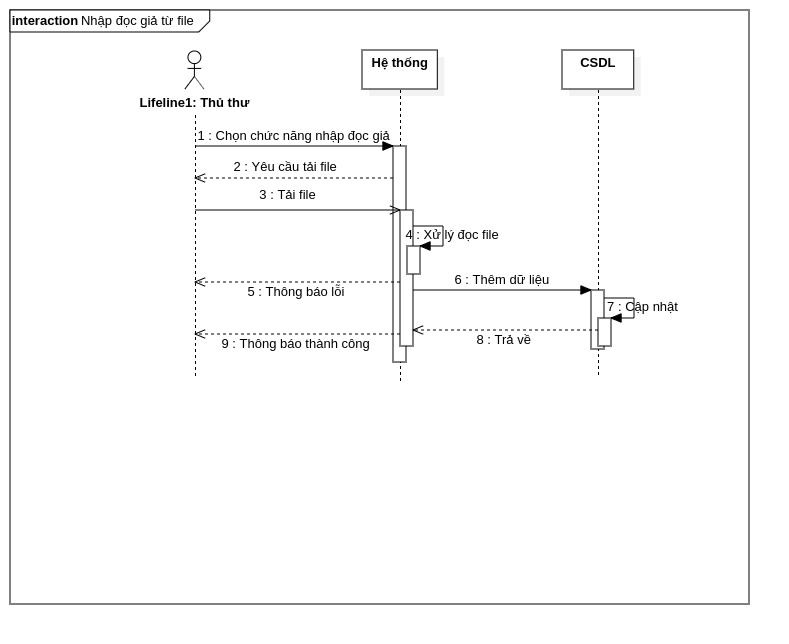 interaction Nhập đọc giả từ file
Hệ thống
CSDL
Lifeline1: Thủ thư
1 : Chọn chức năng nhập đọc giả
2 : Yêu cầu tải file
3 : Tải file
4 : Xử lý đọc file
6 : Thêm dữ liệu
5 : Thông báo lỗi
7 : Cập nhật
8 : Trả về
9 : Thông báo thành công